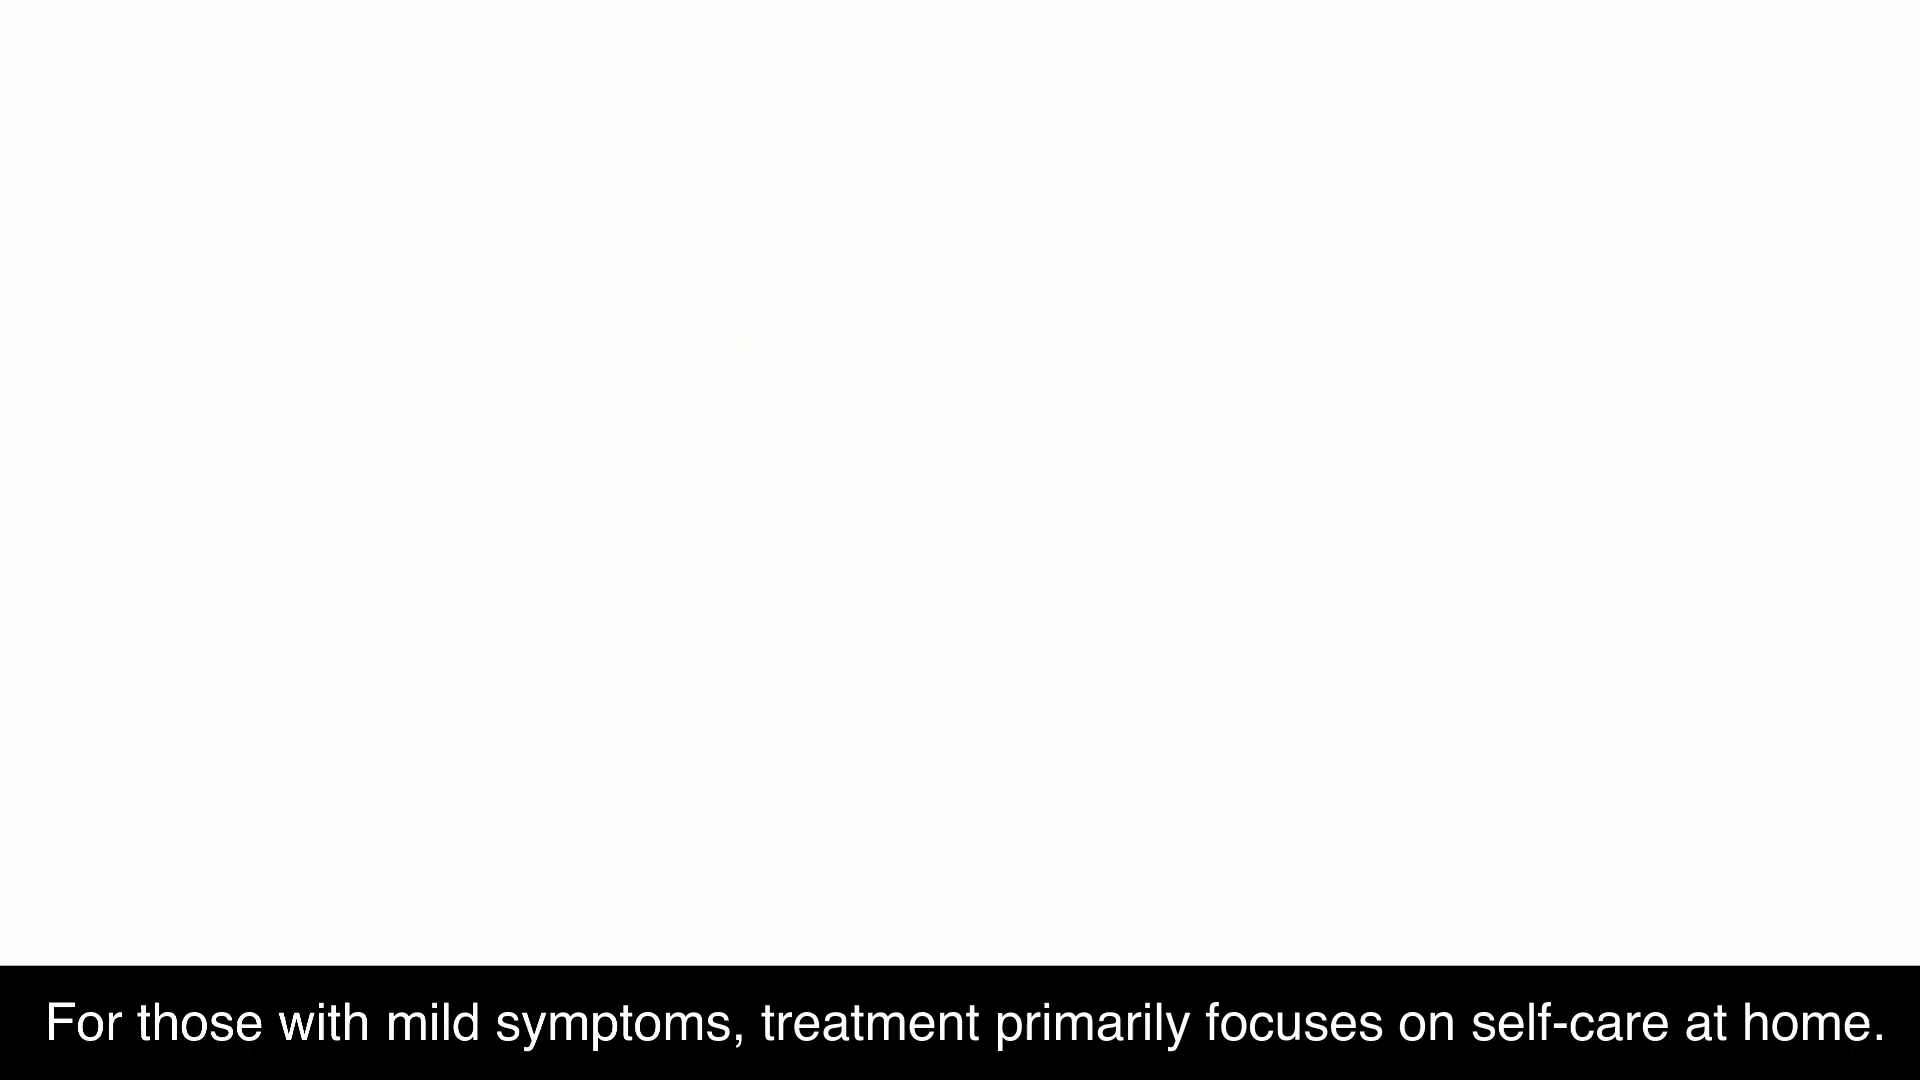 For those with mild symptoms, treatment primarily focuses on self-care at home.